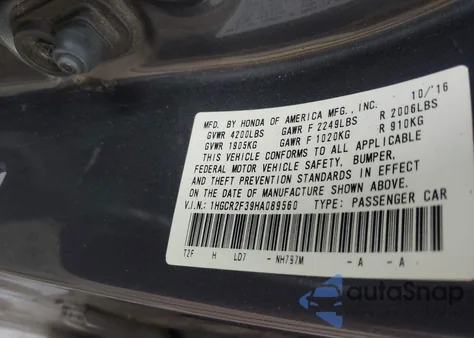 10/'16
MFD. BY HONDA OF AMERICA MFG., INC.
GVWR 4200LBS GAWR F 2249LBS R 2006LBS
GVWR 1905KG GAWR F 1020KG R 910KG
THIS VEHICLE CONFORMS TO ALL APPLICABLE
FEDERAL MOTOR VEHICLE SAFETY, BUMPER,
AND THEFT PREVENTION STANDARDS IN EFFECT
ON THE DATE OF MANUFACTURE SHOWN ABOVE.
V.I.N.: 1HGCR2F39HA089560 TYPE: PASSENGER CAR
T2F H LD7 - NH797M - A - A
autoSnap